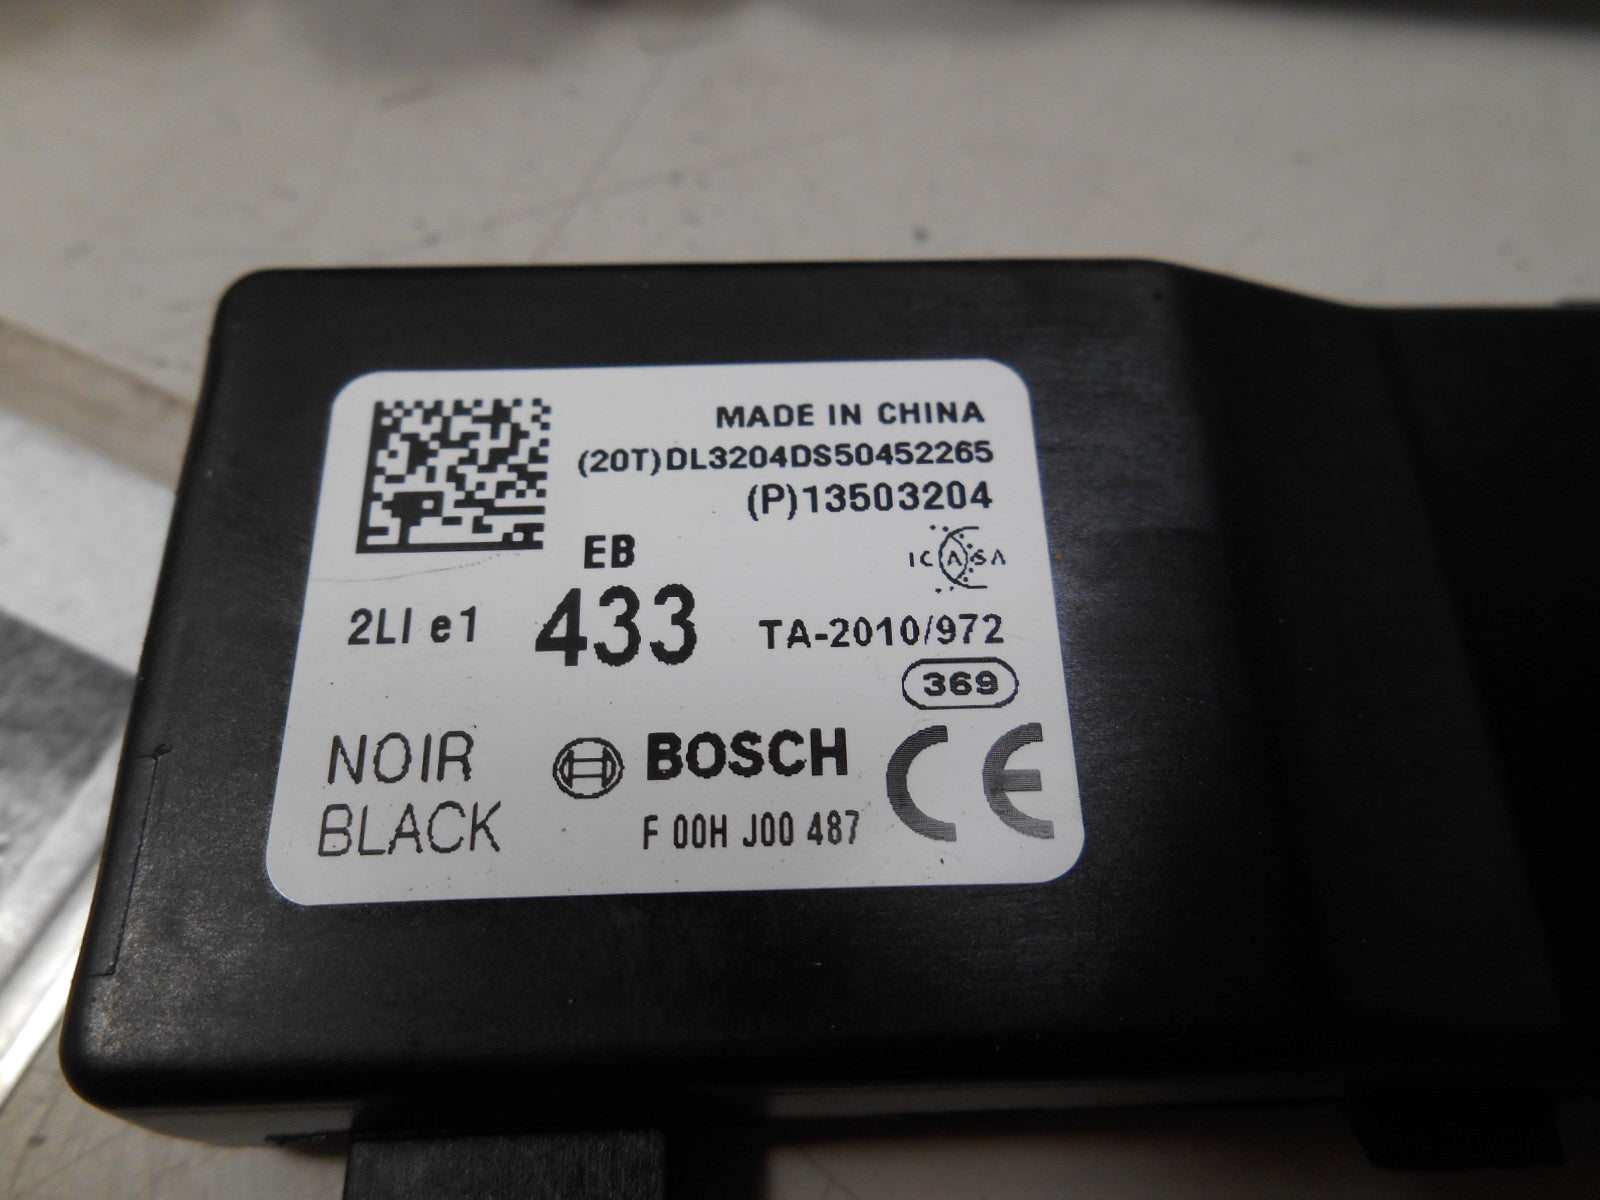 MADE IN CHINA
(20T)DL3204DS50452265
(P)13503204
EB
ICASA
2LI e1
433
TA-2010/972
369
NOIR
BLACK
BOSCH
F 00H J00 487
CE